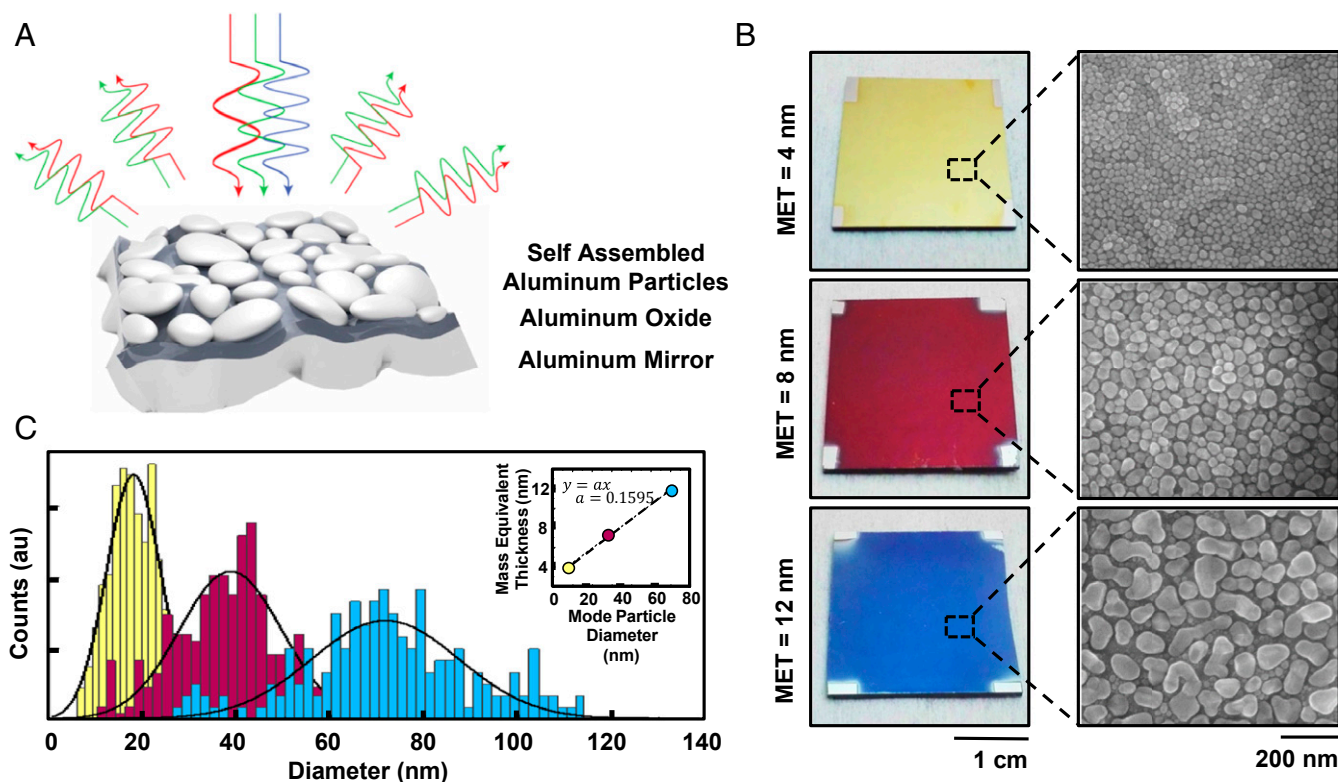 A
Self Assembled
Aluminum Particles
Aluminum Oxide
Aluminum Mirror
B
MET = 4 nm
MET = 8 nm
MET = 12 nm
1 cm
200 nm
C
Counts (au)
0 20 40 60 80 100 120 140
Diameter (nm)
Mass Equivalent
Thickness (nm)
12
8
4
y = ax
a = 0.1595
0 20 40 60 80
Mode Particle
Diameter
(nm)